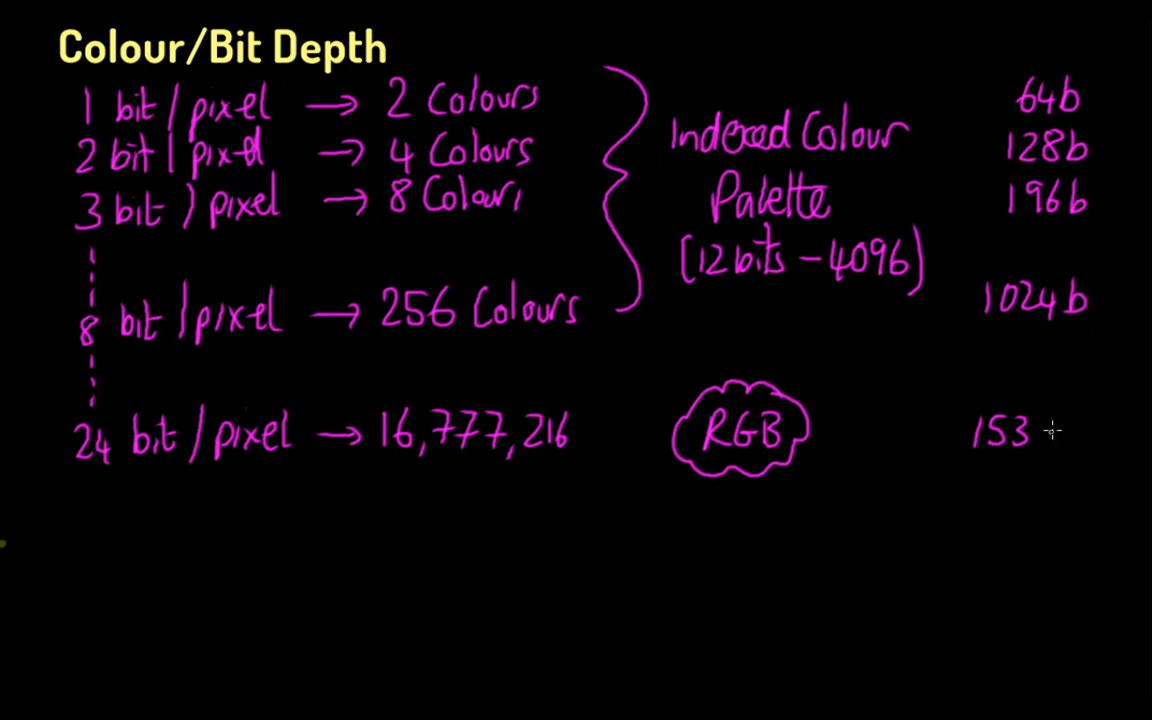 Colour/Bit Depth
1 bit / pixel → 2 Colours
2 bit / pixel → 4 Colours
3 bit / pixel → 8 Colours
8 bit / pixel → 256 Colours
24 bit / pixel → 16,777,216
Indexed Colour
Palette
(12 bits - 4096)
RGB
64b
128b
196b
1024b
153